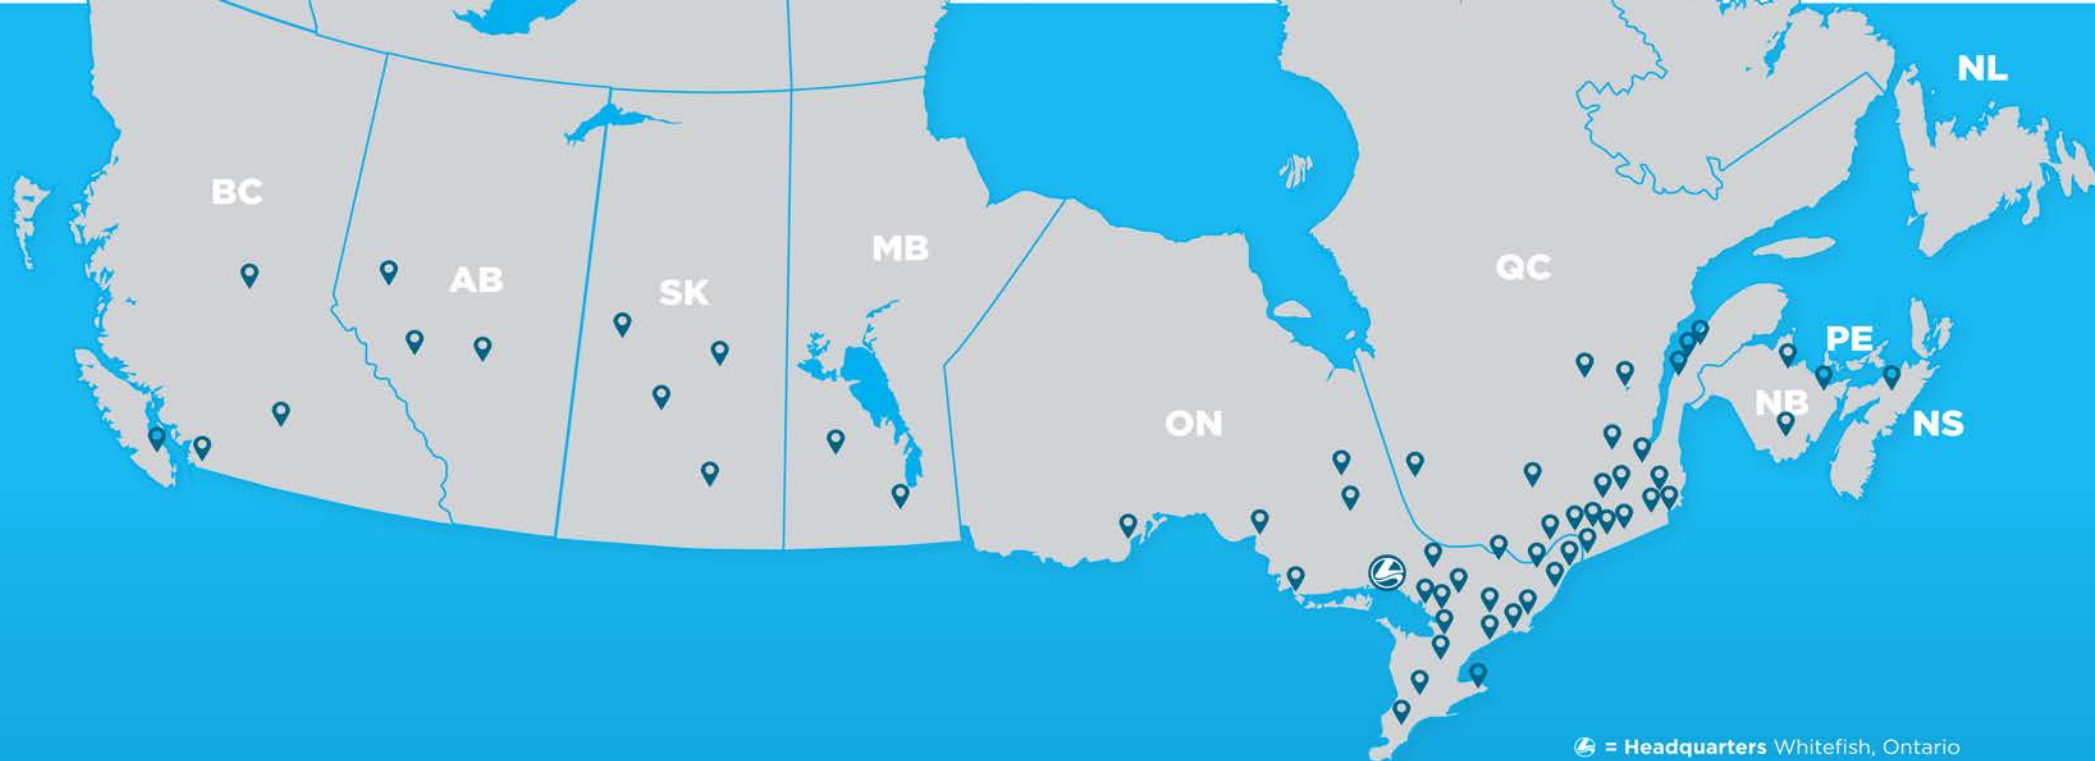 NL
BC
MB
QC
AB
SK
PE
NB
ON
NS
= Headquarters Whitefish, Ontario